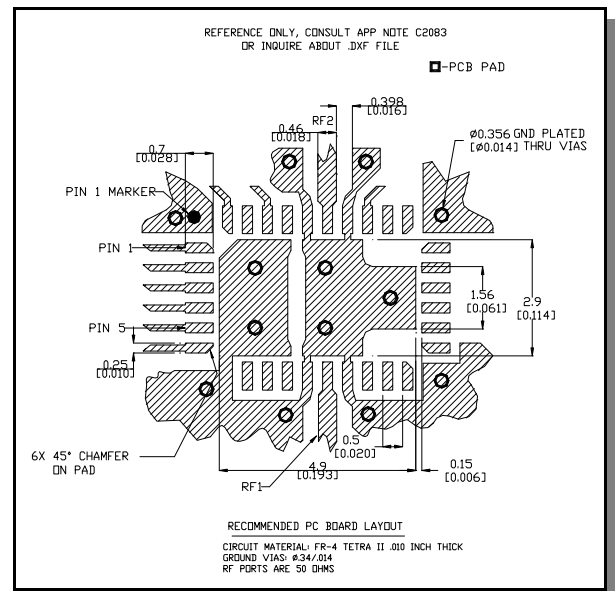 REFERENCE ONLY, CONSULT APP NOTE C2083
OR INQUIRE ABOUT .DXF FILE
-PCB PAD
0.398
[0.016]
RF2
0.46
[0.018]
0.7
[0.028]
Ø0.356 GND PLATED
[Ø0.014] THRU VIAS
PIN 1 MARKER
PIN 1
1.56
[0.061]
2.9
[0.114]
PIN 5
0.25
[0.010]
6X 45° CHAMFER
ON PAD
0.5
[0.020]
4.9
[0.193]
0.15
[0.006]
RF1
RECOMMENDED PC BOARD LAYOUT
CIRCUIT MATERIAL: FR-4 TETRA II .010 INCH THICK
GROUND VIAS: Ø.34/.014
RF PORTS ARE 50 OHMS